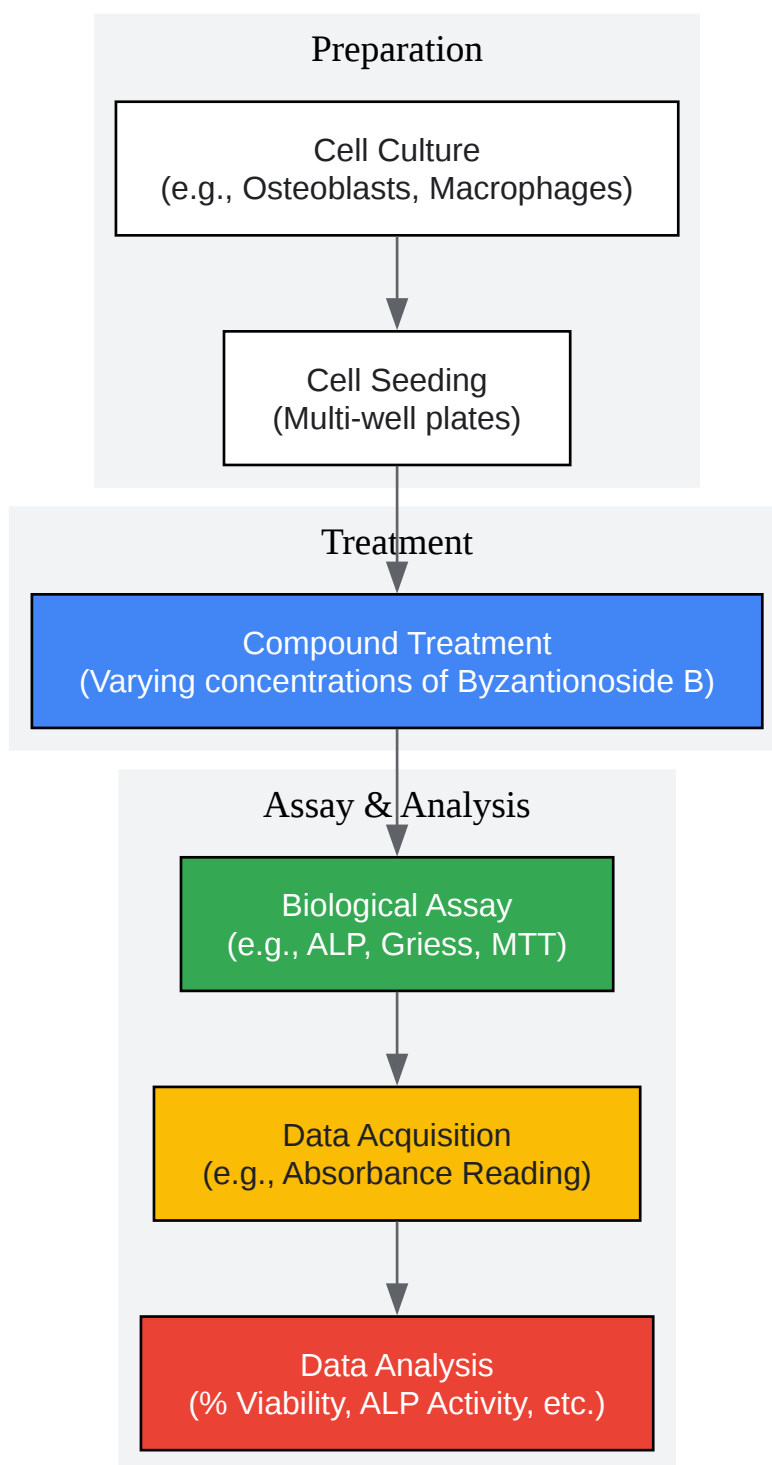 Preparation
Cell Culture
(e.g., Osteoblasts, Macrophages)
Cell Seeding
(Multi-well plates)
Treatment
Compound Treatment
(Varying concentrations of Byzantionoside B)
Assay & Analysis
Biological Assay
(e.g., ALP, Griess, MTT)
Data Acquisition
(e.g., Absorbance Reading)
Data Analysis
(% Viability, ALP Activity, etc.)